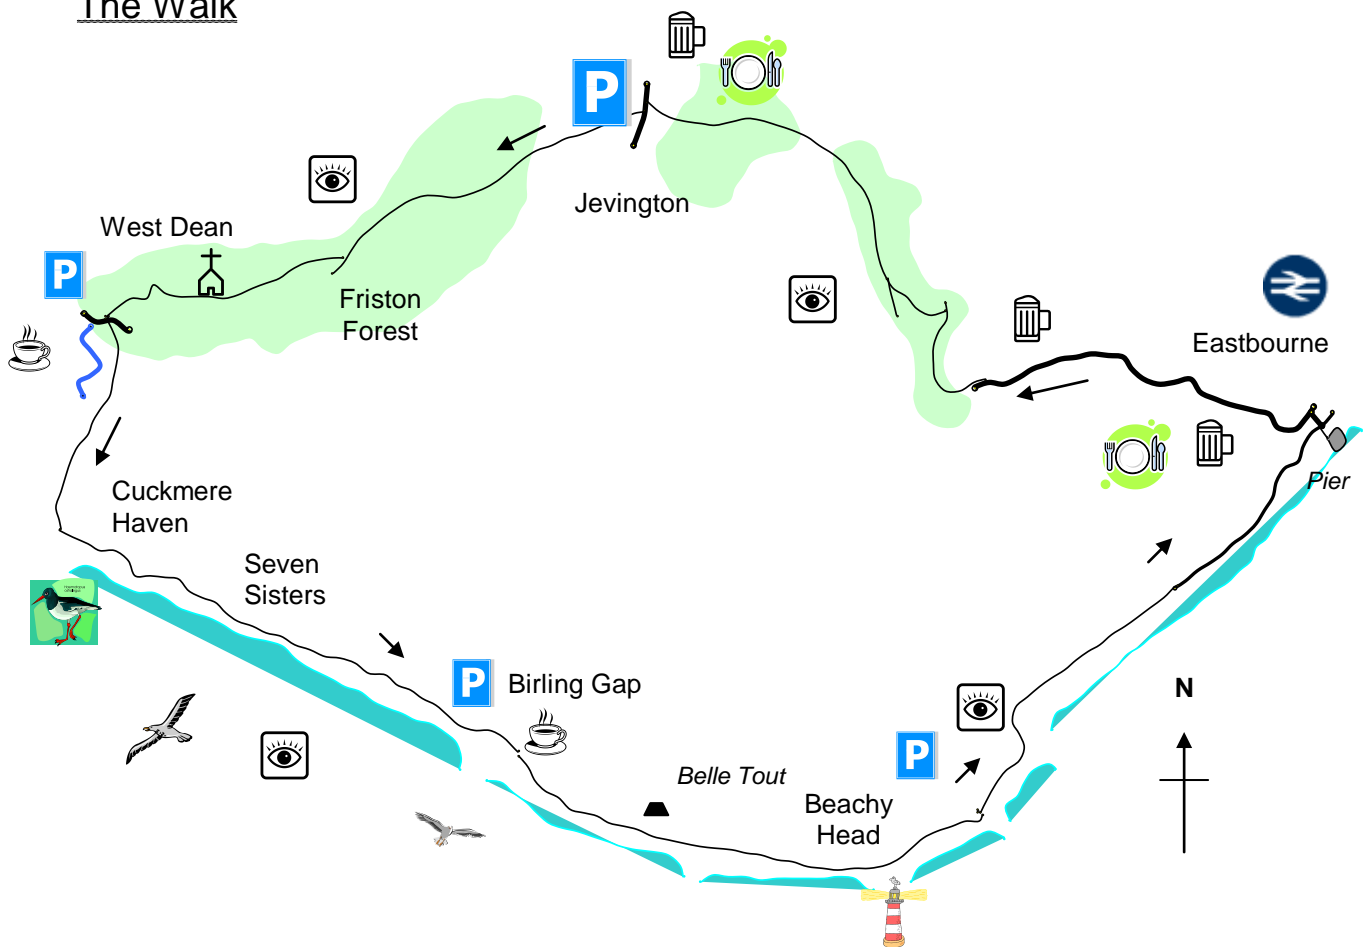 The Walk
P
Jevington
West Dean
P
Friston
Forest
Eastbourne
Pier
Cuckmere
Haven
Seven
Sisters
P
Birling Gap
N
P
Belle Tout
Beachy
Head